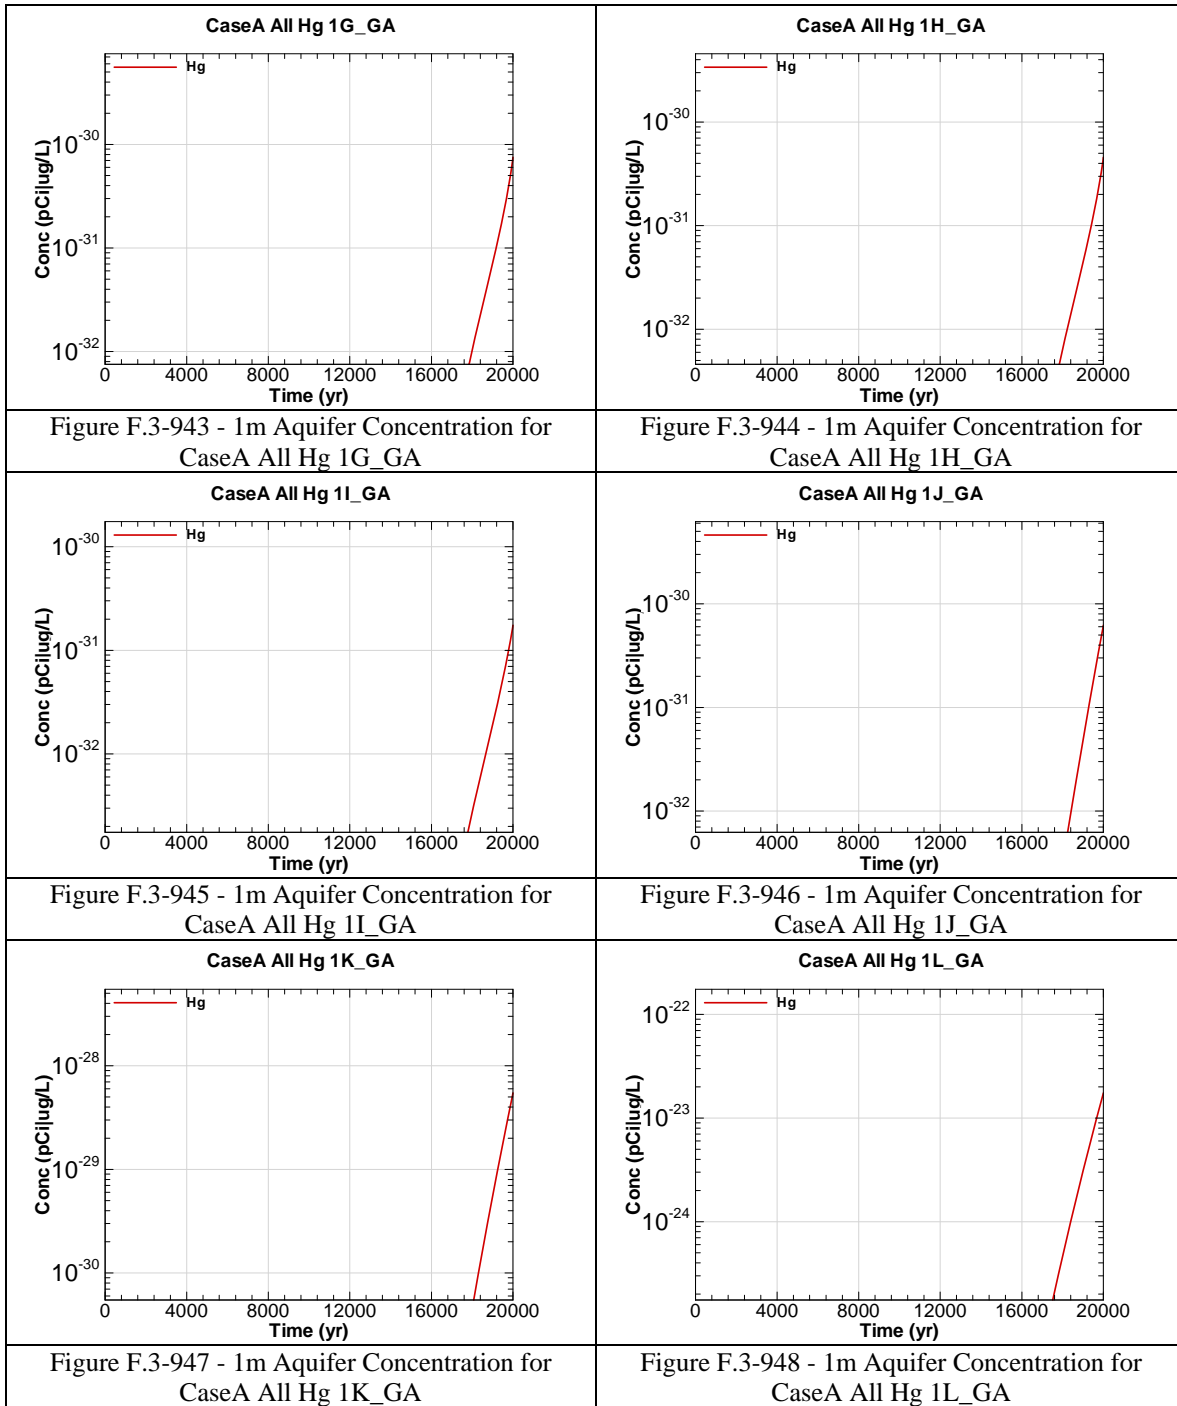 CaseA All Hg 1G_GA
Hg
Conc (pCi|ug/L)
10-30
10-31
10-32
0 4000 8000 12000 16000 20000
Time (yr)
Figure F.3-943 - 1m Aquifer Concentration for
CaseA All Hg 1G_GA
CaseA All Hg 1H_GA
Hg
Conc (pCi|ug/L)
10-30
10-31
10-32
0 4000 8000 12000 16000 20000
Time (yr)
Figure F.3-944 - 1m Aquifer Concentration for
CaseA All Hg 1H_GA
CaseA All Hg 1I_GA
Hg
Conc (pCi|ug/L)
10-30
10-31
10-32
0 4000 8000 12000 16000 20000
Time (yr)
Figure F.3-945 - 1m Aquifer Concentration for
CaseA All Hg 1I_GA
CaseA All Hg 1J_GA
Hg
Conc (pCi|ug/L)
10-30
10-31
10-32
0 4000 8000 12000 16000 20000
Time (yr)
Figure F.3-946 - 1m Aquifer Concentration for
CaseA All Hg 1J_GA
CaseA All Hg 1K_GA
Hg
Conc (pCi|ug/L)
10-28
10-29
10-30
0 4000 8000 12000 16000 20000
Time (yr)
Figure F.3-947 - 1m Aquifer Concentration for
CaseA All Hg 1K_GA
CaseA All Hg 1L_GA
Hg
Conc (pCi|ug/L)
10-22
10-23
10-24
0 4000 8000 12000 16000 20000
Time (yr)
Figure F.3-948 - 1m Aquifer Concentration for
CaseA All Hg 1L_GA